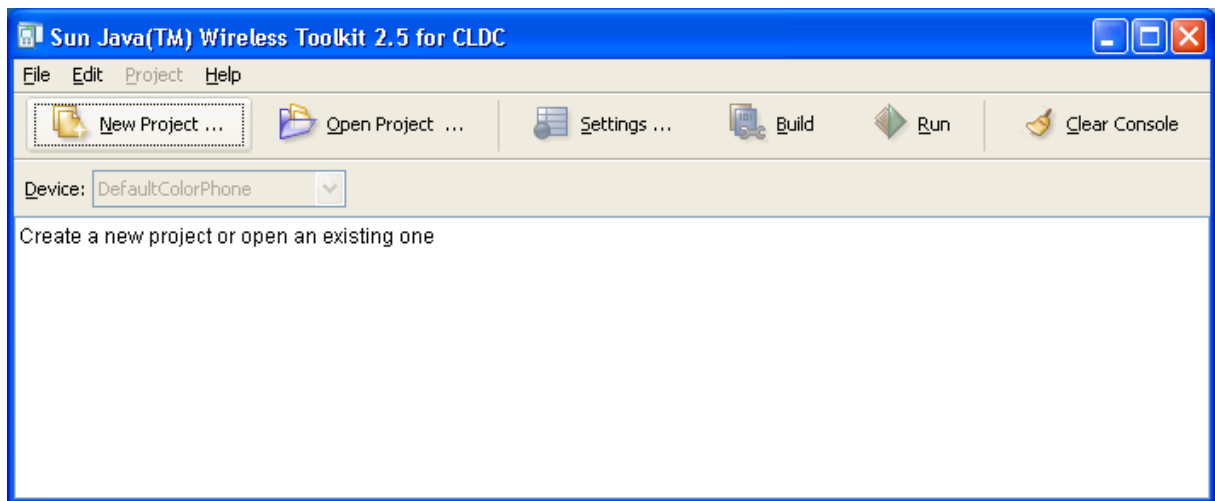 Sun Java(TM) Wireless Toolkit 2.5 for CLDC
File Edit Project Help
New Project ... Open Project ... Settings ... Build Run Clear Console
Device: DefaultColorPhone
Create a new project or open an existing one